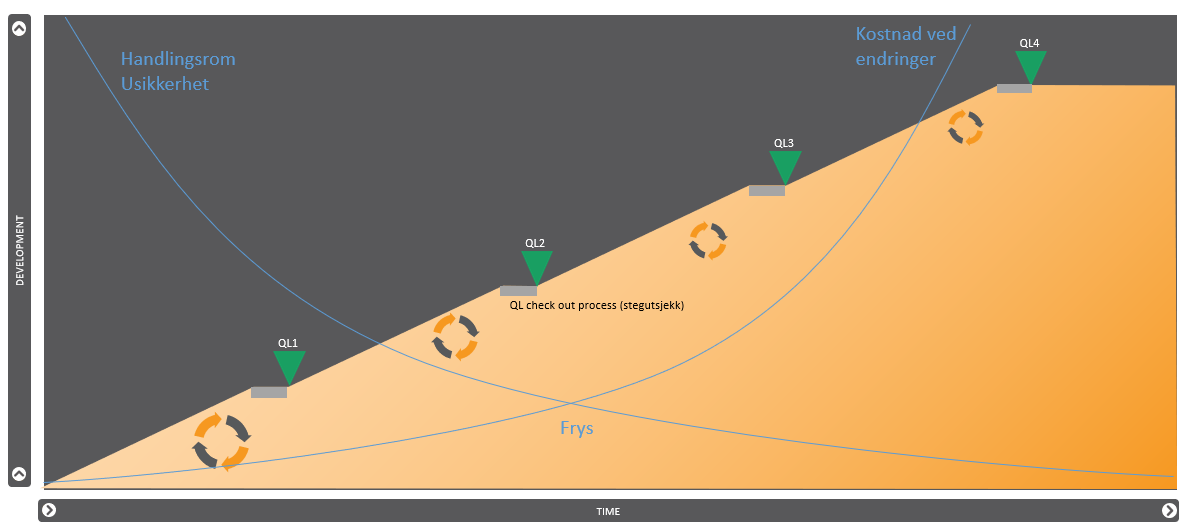 Handlingsrom
Usikkerhet
Kostnad ved
endringer
QL4
QL3
QL2
QL check out process (stegutsjekk)
QL1
Frys
DEVELOPMENT
TIME